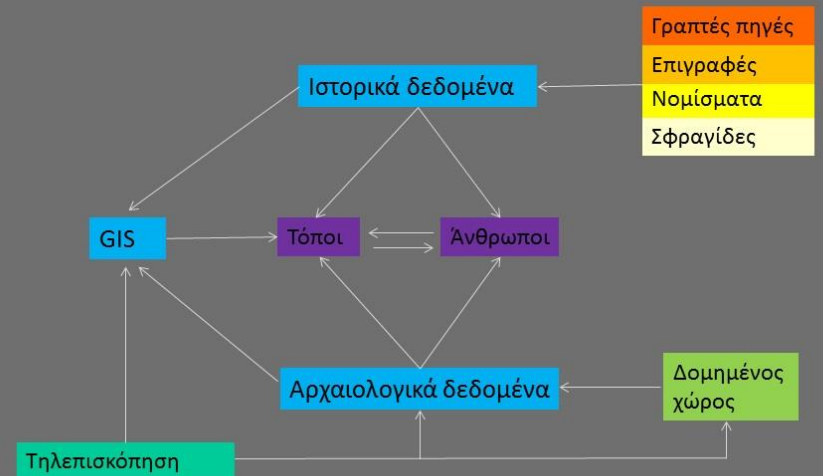 Γραπτές πηγές
Επιγραφές
Νομίσματα
Σφραγίδες
Ιστορικά δεδομένα
GIS
Τόποι
Άνθρωποι
Αρχαιολογικά δεδομένα
Δομημένος
χώρος
Τηλεπισκόπηση